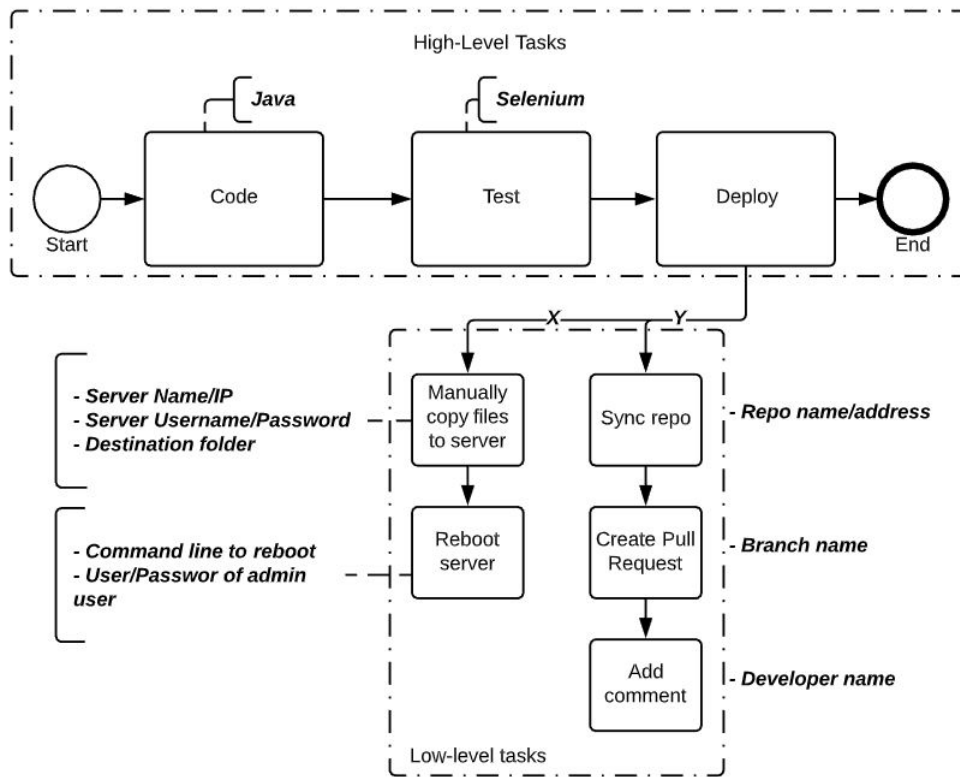 High-Level Tasks
Java
Selenium
Code
Test
Deploy
Start
End
X
Y
- Server Name/IP
- Server Username/Password
- Destination folder
Manually
copy files
to server
Sync repo
- Repo name/address
- Command line to reboot
- User/Passwor of admin
user
Reboot
server
Create Pull
Request
- Branch name
Add
comment
- Developer name
Low-level tasks